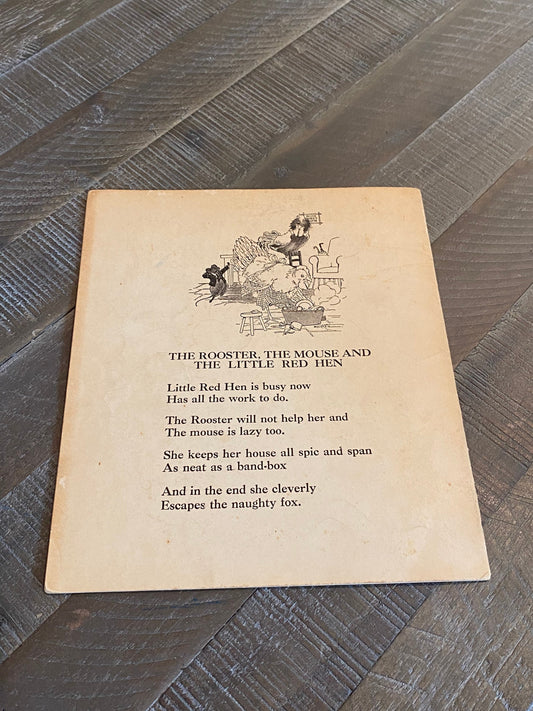 THE ROOSTER, THE MOUSE AND
THE LITTLE RED HEN
Little Red Hen is busy now
Has all the work to do.
The Rooster will not help her and
The mouse is lazy too.
She keeps her house all spic and span
As neat as a band-box
And in the end she cleverly
Escapes the naughty fox.